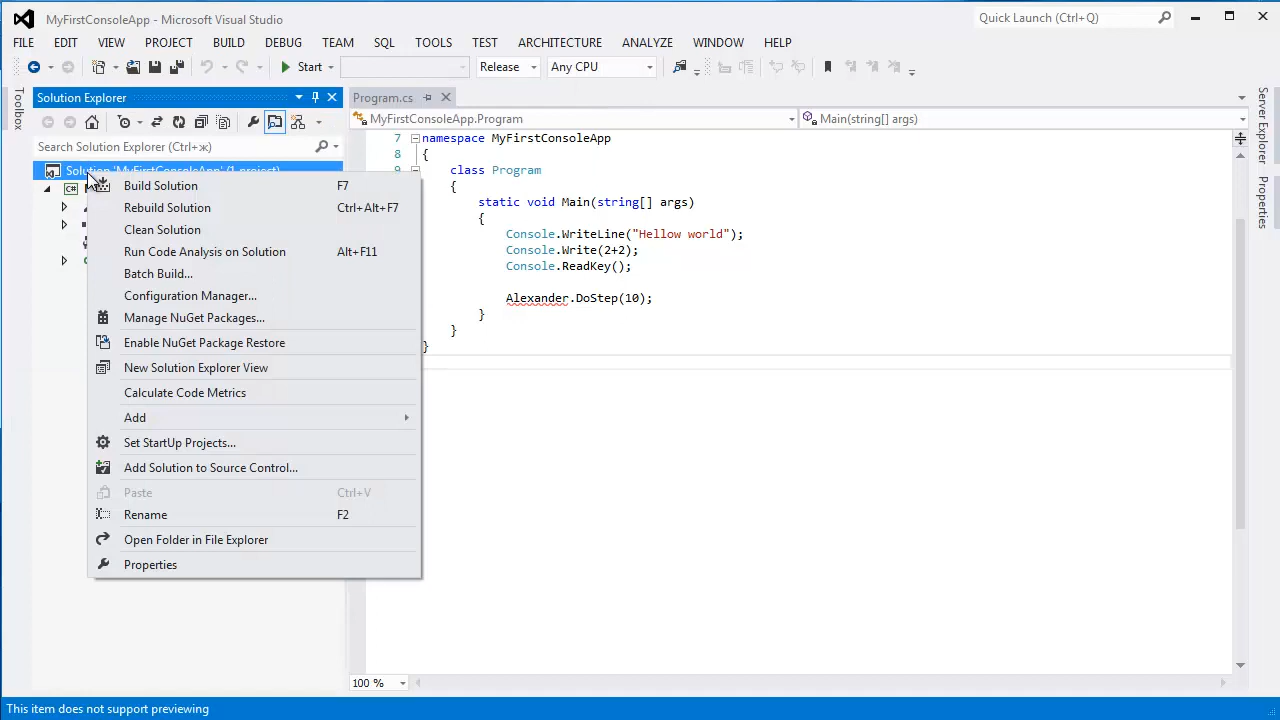 MyFirstConsoleApp - Microsoft Visual Studio
Quick Launch (Ctrl+Q)
FILE EDIT VIEW PROJECT BUILD DEBUG TEAM SQL TOOLS TEST ARCHITECTURE ANALYZE WINDOW HELP
Start Release Any CPU
Toolbox
Solution Explorer
Search Solution Explorer (Ctrl+ж)
Solution 'MyFirstConsoleApp' (1 project)
C#
Build Solution F7
Rebuild Solution Ctrl+Alt+F7
Clean Solution
Run Code Analysis on Solution Alt+F11
Batch Build...
Configuration Manager...
Manage NuGet Packages...
Enable NuGet Package Restore
New Solution Explorer View
Calculate Code Metrics
Add
Set StartUp Projects...
Add Solution to Source Control...
Paste Ctrl+V
Rename F2
Open Folder in File Explorer
Properties
Program.cs
MyFirstConsoleApp.Program
Main(string[] args)
7 namespace MyFirstConsoleApp
8 {
9 class Program
{
static void Main(string[] args)
{
Console.WriteLine("Hellow world");
Console.Write(2+2);
Console.ReadKey();
Alexander.DoStep(10);
}
}
}
100 %
Server Explorer
Properties
This item does not support previewing